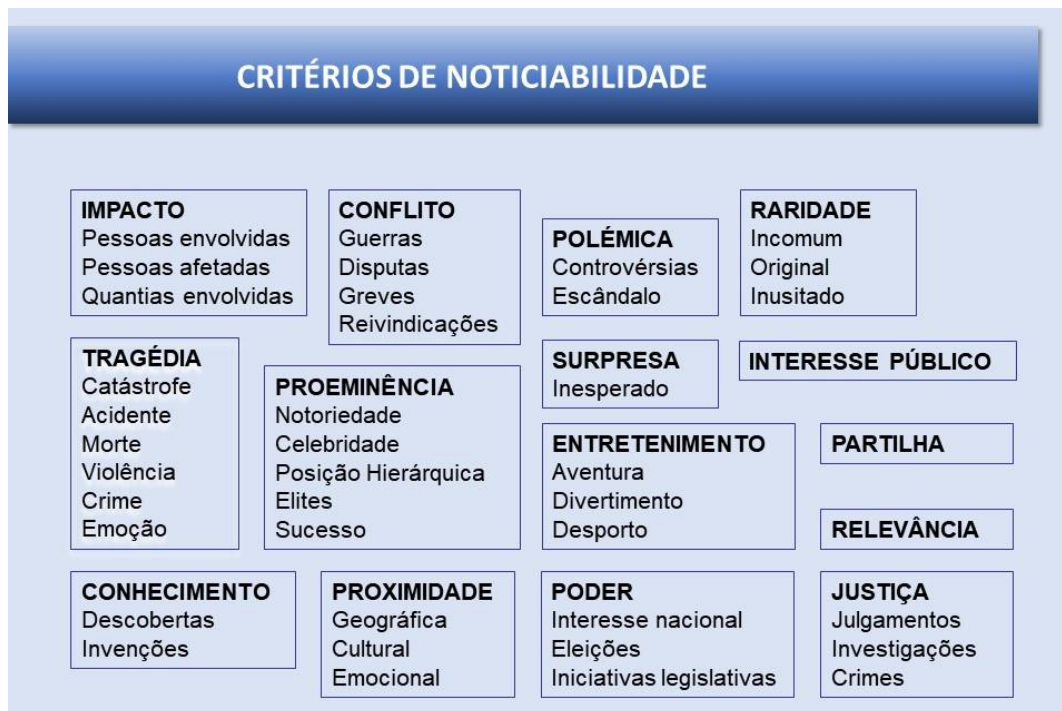 CRITÉRIOS DE NOTICIABILIDADE
IMPACTO
Pessoas envolvidas
Pessoas afetadas
Quantias envolvidas
CONFLITO
Guerras
Disputas
Greves
Reivindicações
POLÉMICA
Controvérsias
Escândalo
RARIDADE
Incomum
Original
Inusitado
TRAGÉDIA
Catástrofe
Acidente
Morte
Violência
Crime
Emoção
PROEMINÊNCIA
Notoriedade
Celebridade
Posição Hierárquica
Elites
Sucesso
SURPRESA
Inesperado
INTERESSE PÚBLICO
ENTRETENIMENTO
Aventura
Divertimento
Desporto
PARTILHA
RELEVÂNCIA
CONHECIMENTO
Descobertas
Invenções
PROXIMIDADE
Geográfica
Cultural
Emocional
PODER
Interesse nacional
Eleições
Iniciativas legislativas
JUSTIÇA
Julgamentos
Investigações
Crimes